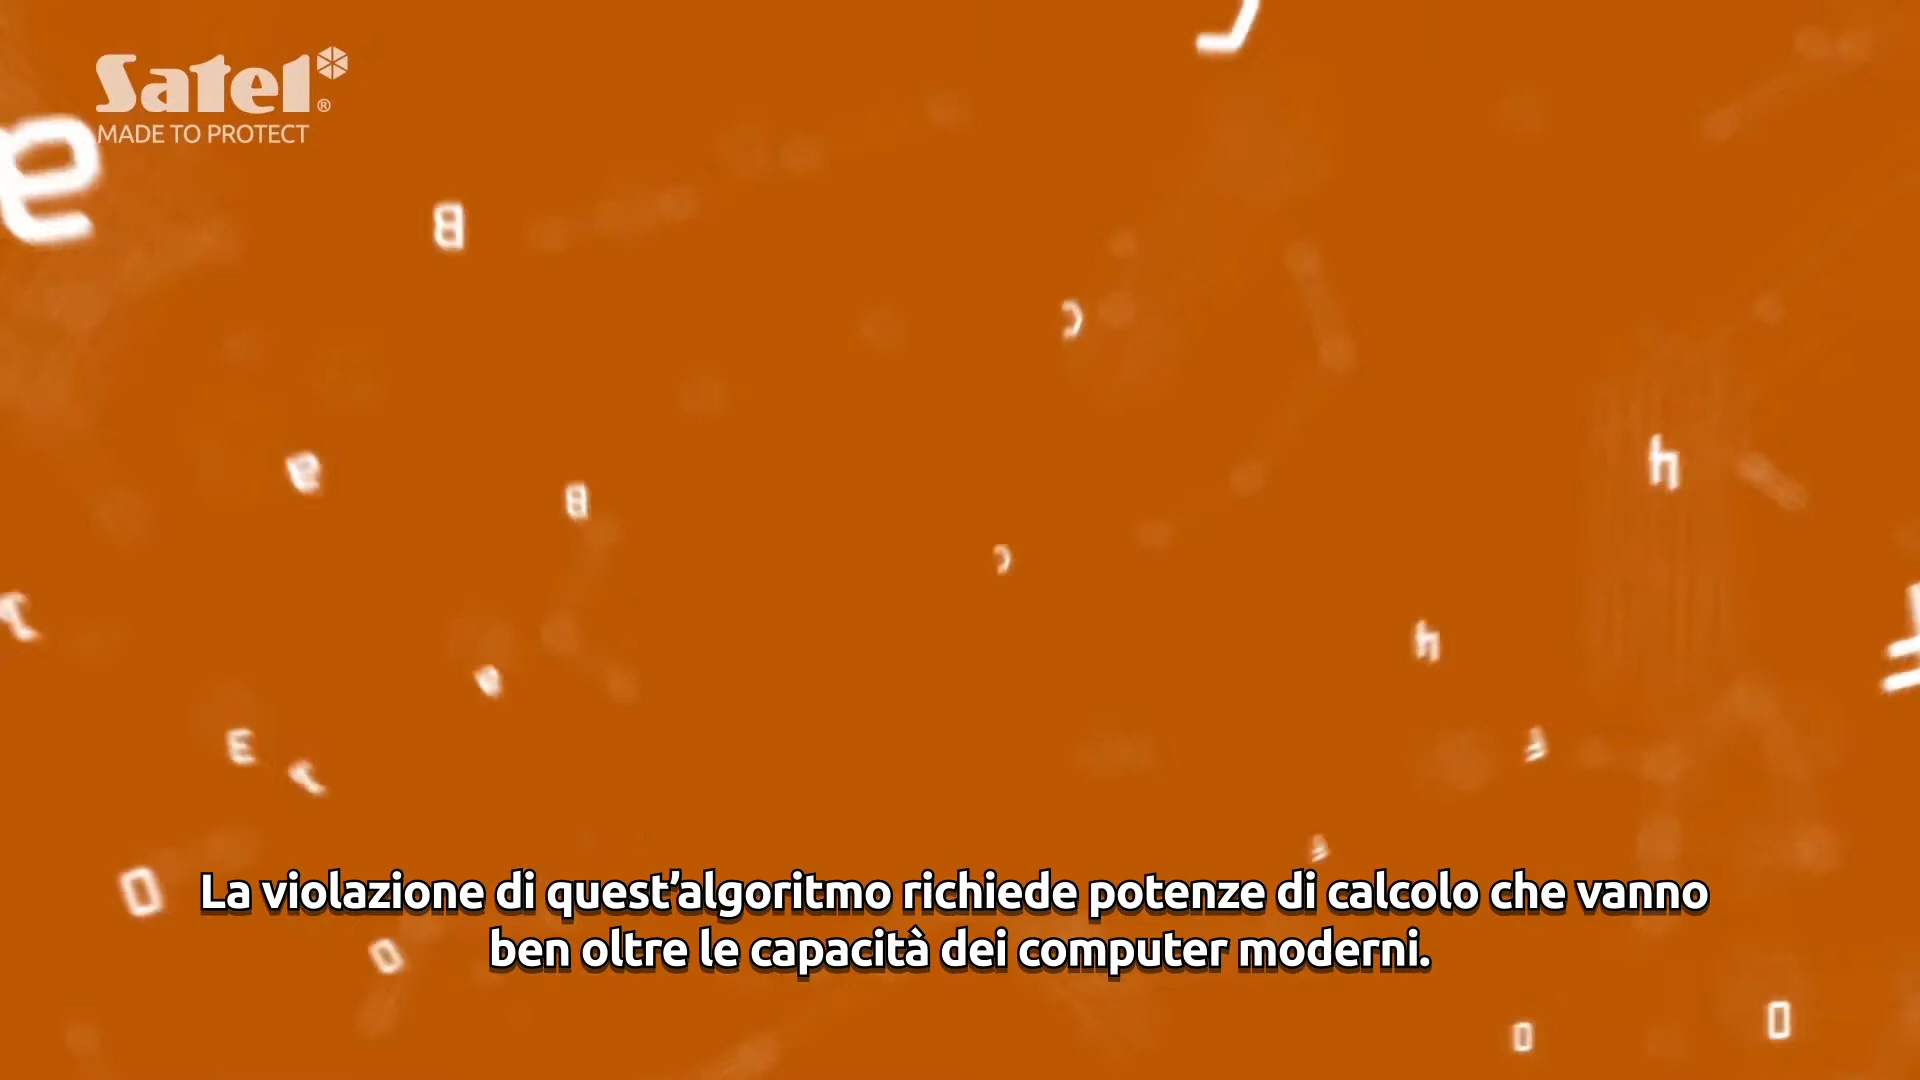 Satel®
MADE TO PROTECT
La violazione di quest’algoritmo richiede potenze di calcolo che vanno
ben oltre le capacità dei computer moderni.